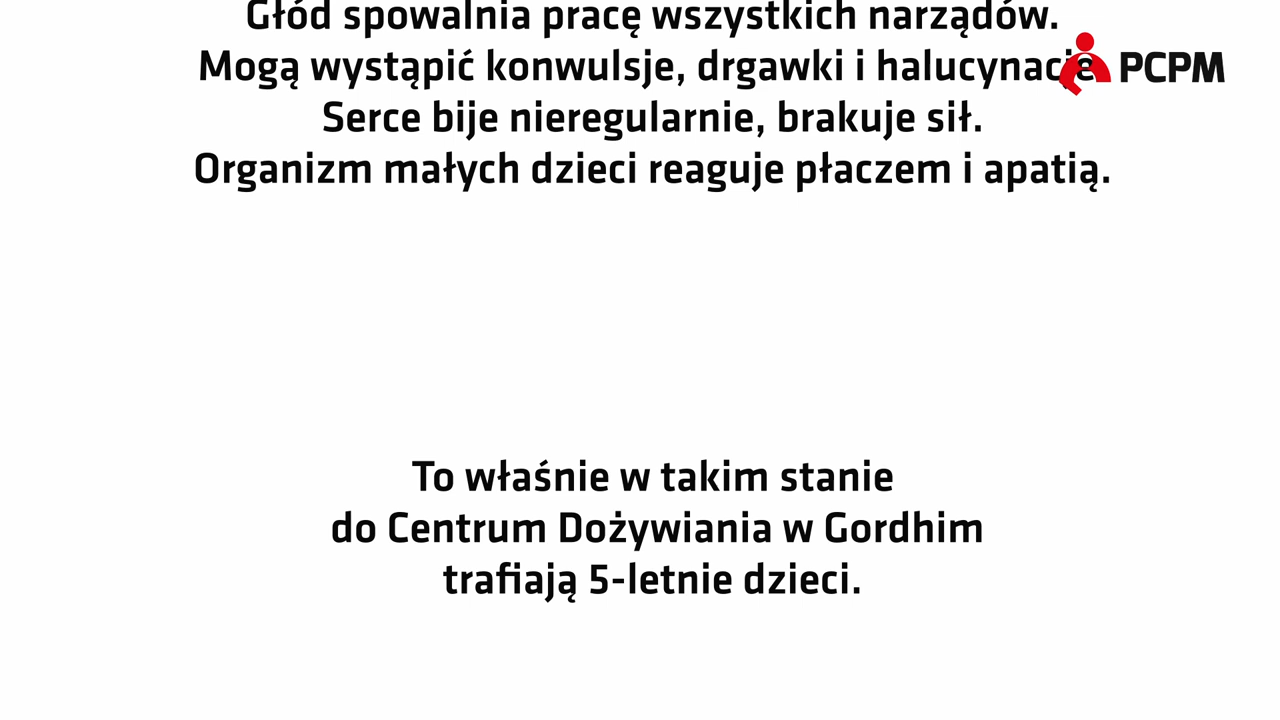 Głód spowalnia pracę wszystkich narządów.
Mogą wystąpić konwulsje, drgawki i halucynacje
PCPM
Serce bije nieregularnie, brakuje sił.
Organizm małych dzieci reaguje płaczem i apatią.
To właśnie w takim stanie
do Centrum Dożywiania w Gordhim
trafiają 5-letnie dzieci.